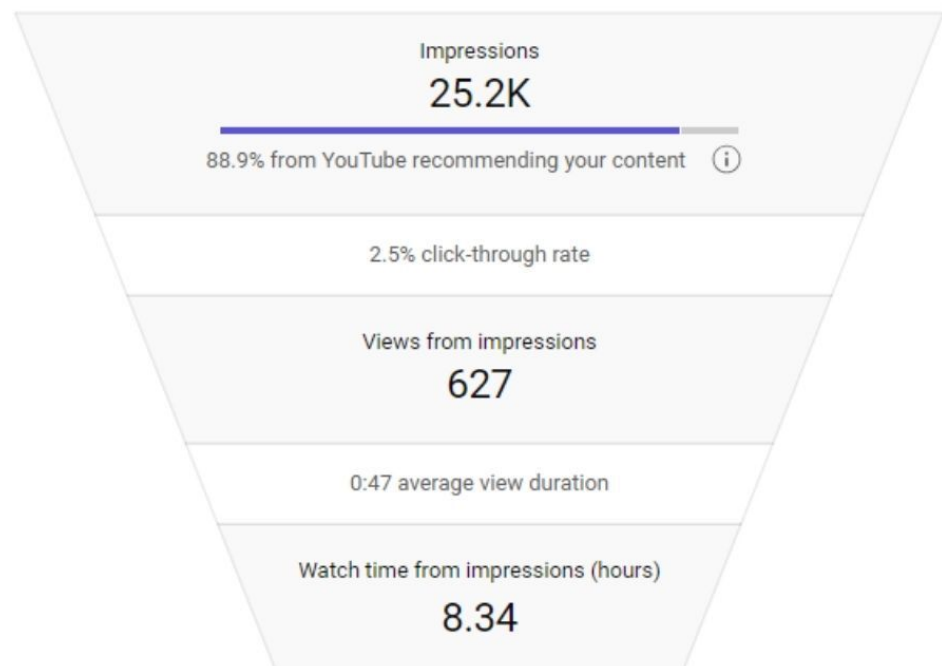 Impressions
25.2K
88.9% from YouTube recommending your content
2.5% click-through rate
Views from impressions
627
0:47 average view duration
Watch time from impressions (hours)
8.34